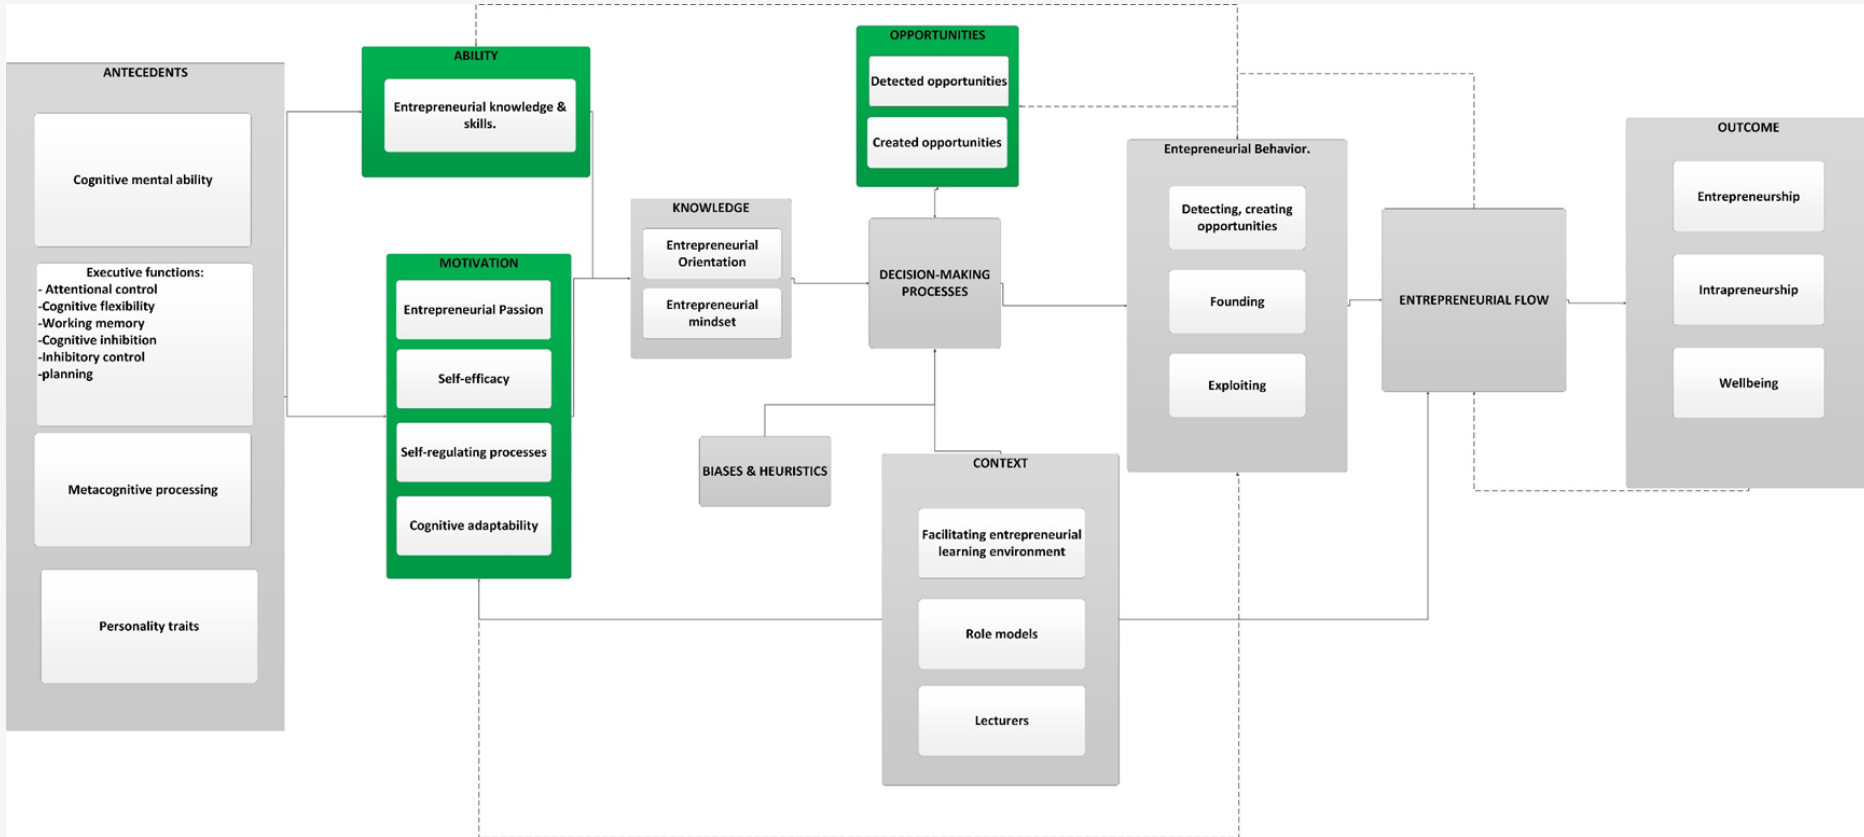 ANTECEDENTS
Cognitive mental ability
Executive functions:
- Attentional control
-Cognitive flexibility
-Working memory
-Cognitive inhibition
-Inhibitory control
-planning
Metacognitive processing
Personality traits
ABILITY
Entrepreneurial knowledge &
skills.
MOTIVATION
Entrepreneurial Passion
Self-efficacy
Self-regulating processes
Cognitive adaptability
KNOWLEDGE
Entrepreneurial
Orientation
Entrepreneurial
mindset
OPPORTUNITIES
Detected opportunities
Created opportunities
DECISION-MAKING
PROCESSES
BIASES & HEURISTICS
CONTEXT
Facilitating entrepreneurial
learning environment
Role models
Lecturers
Entepreneurial Behavior.
Detecting, creating
opportunities
Founding
Exploiting
ENTREPRENEURIAL FLOW
OUTCOME
Entrepreneurship
Intrapreneurship
Wellbeing